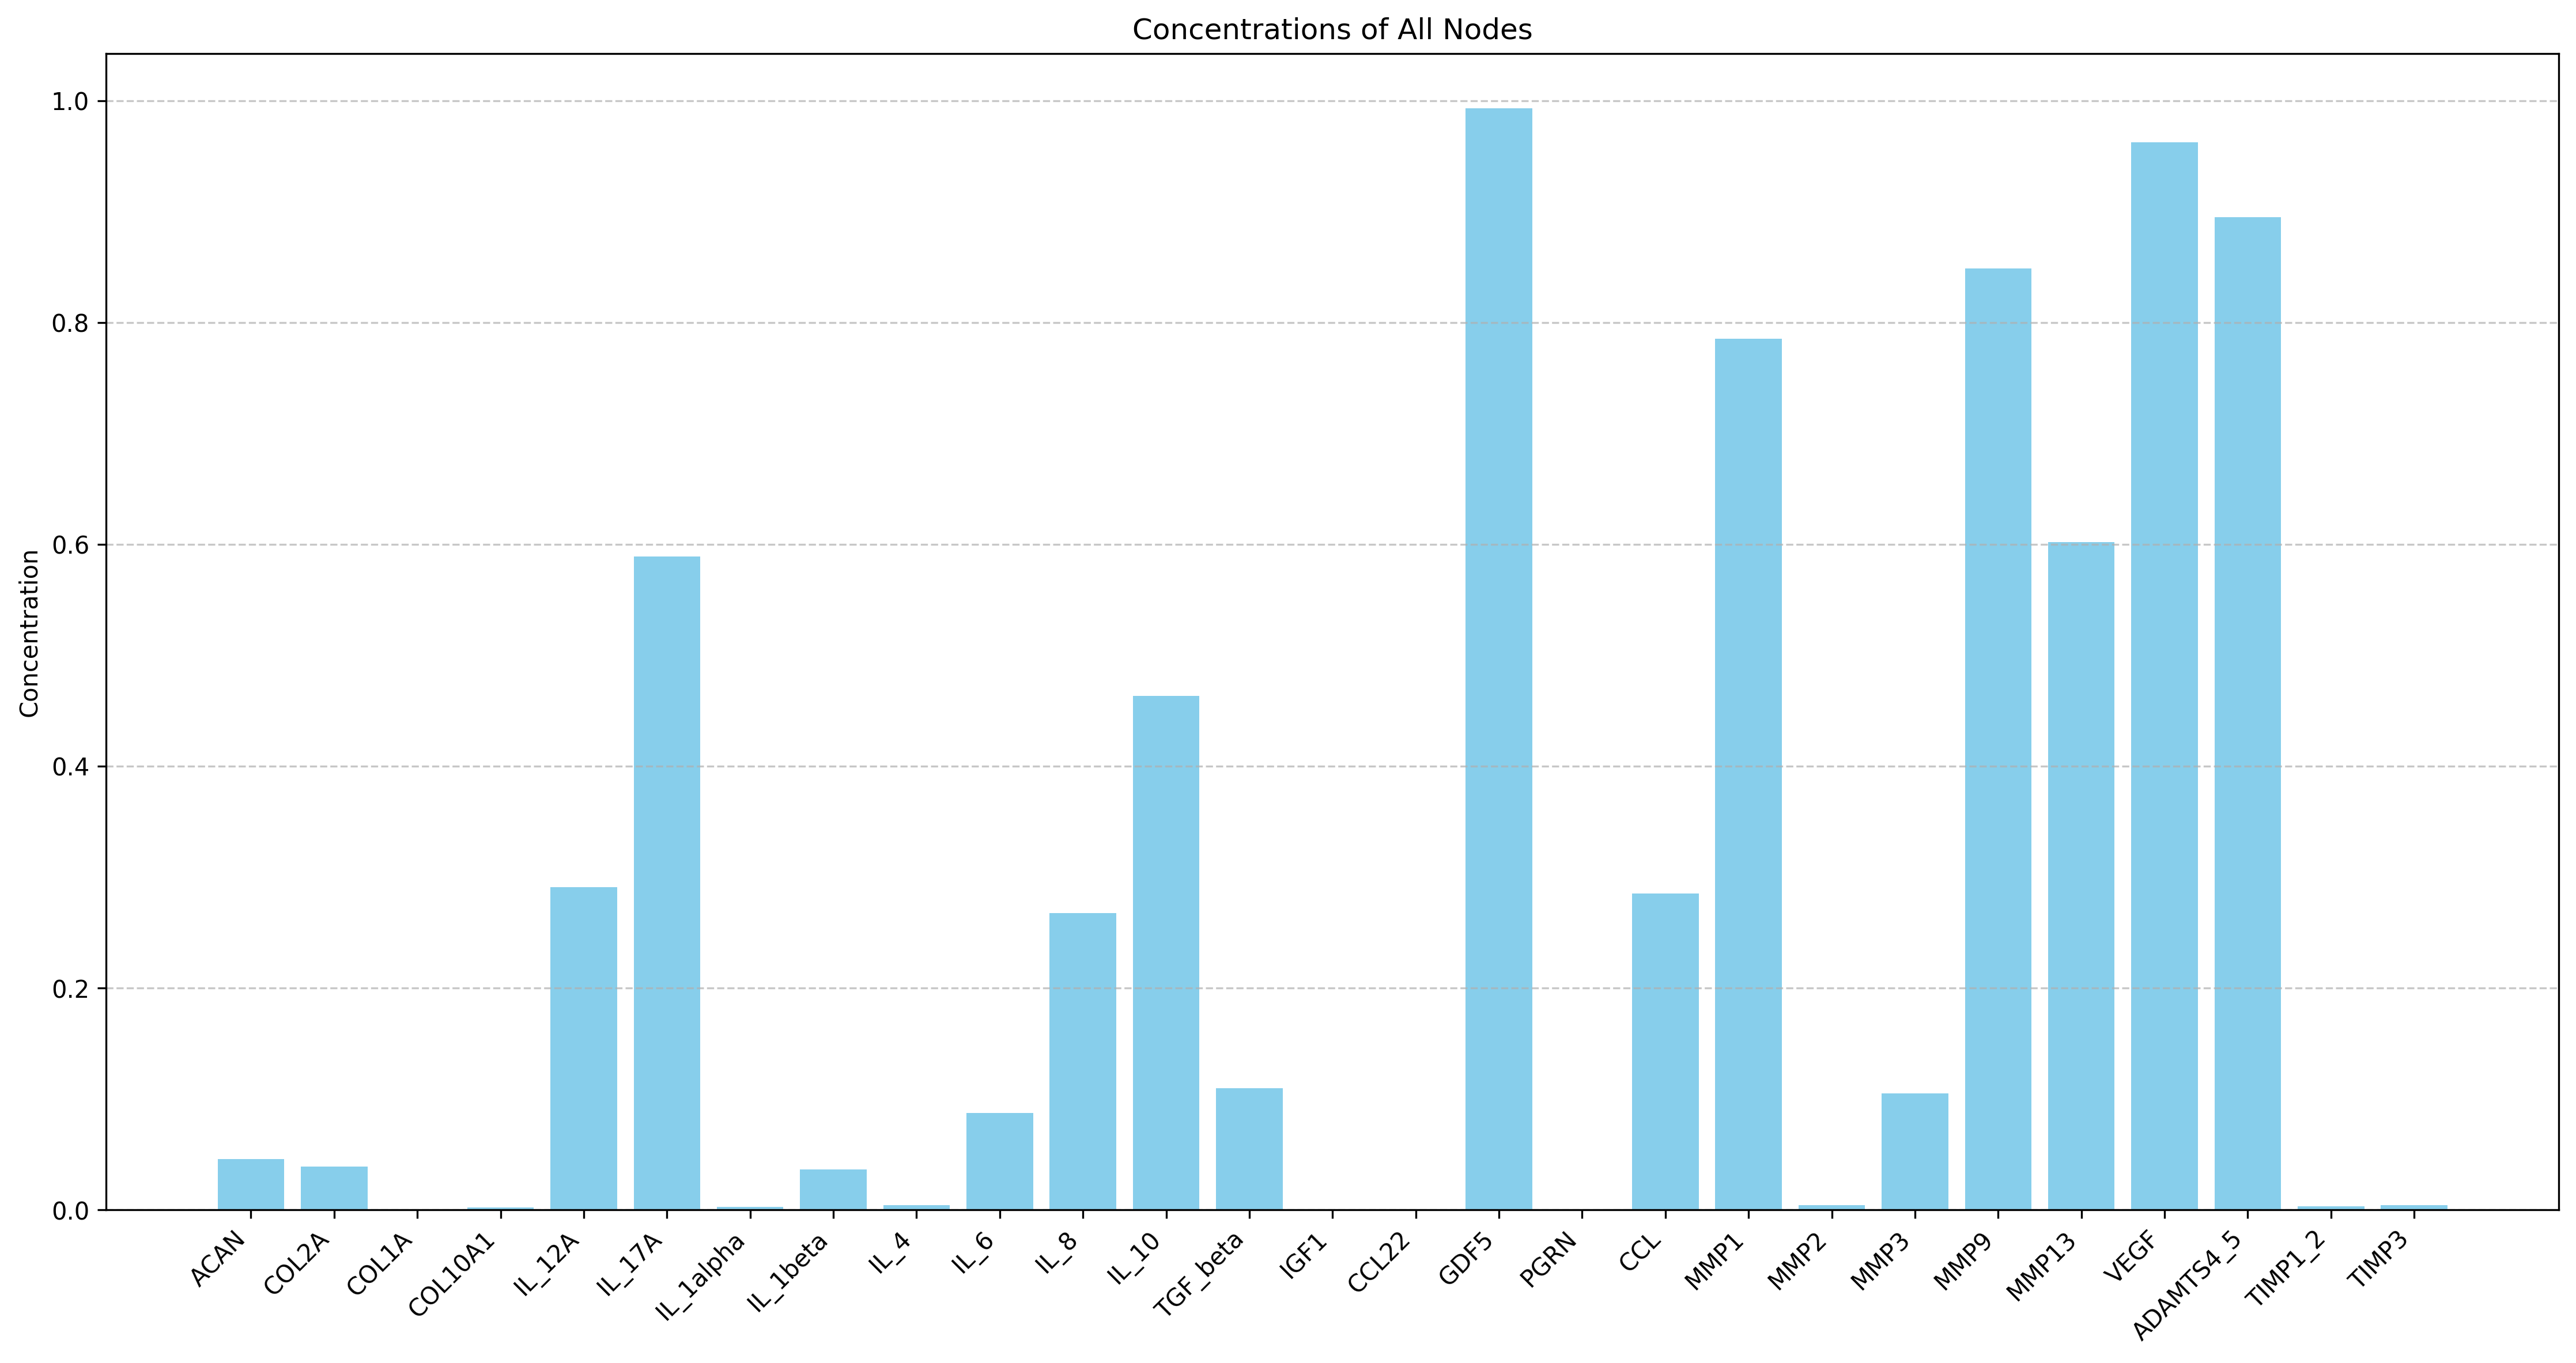 Concentrations of All Nodes
Concentration
1.0
0.8
0.6
0.4
0.2
0.0
ACAN
COL2A
COL1A
COL10A1
IL_12A
IL_17A
IL_1alpha
IL_1beta
IL_4
IL_6
IL_8
IL_10
TGF_beta
IGF1
CCL22
GDF5
PGRN
CCL
MMP1
MMP2
MMP3
MMP9
MMP13
VEGF
ADAMTS4_5
TIMP1_2
TIMP3